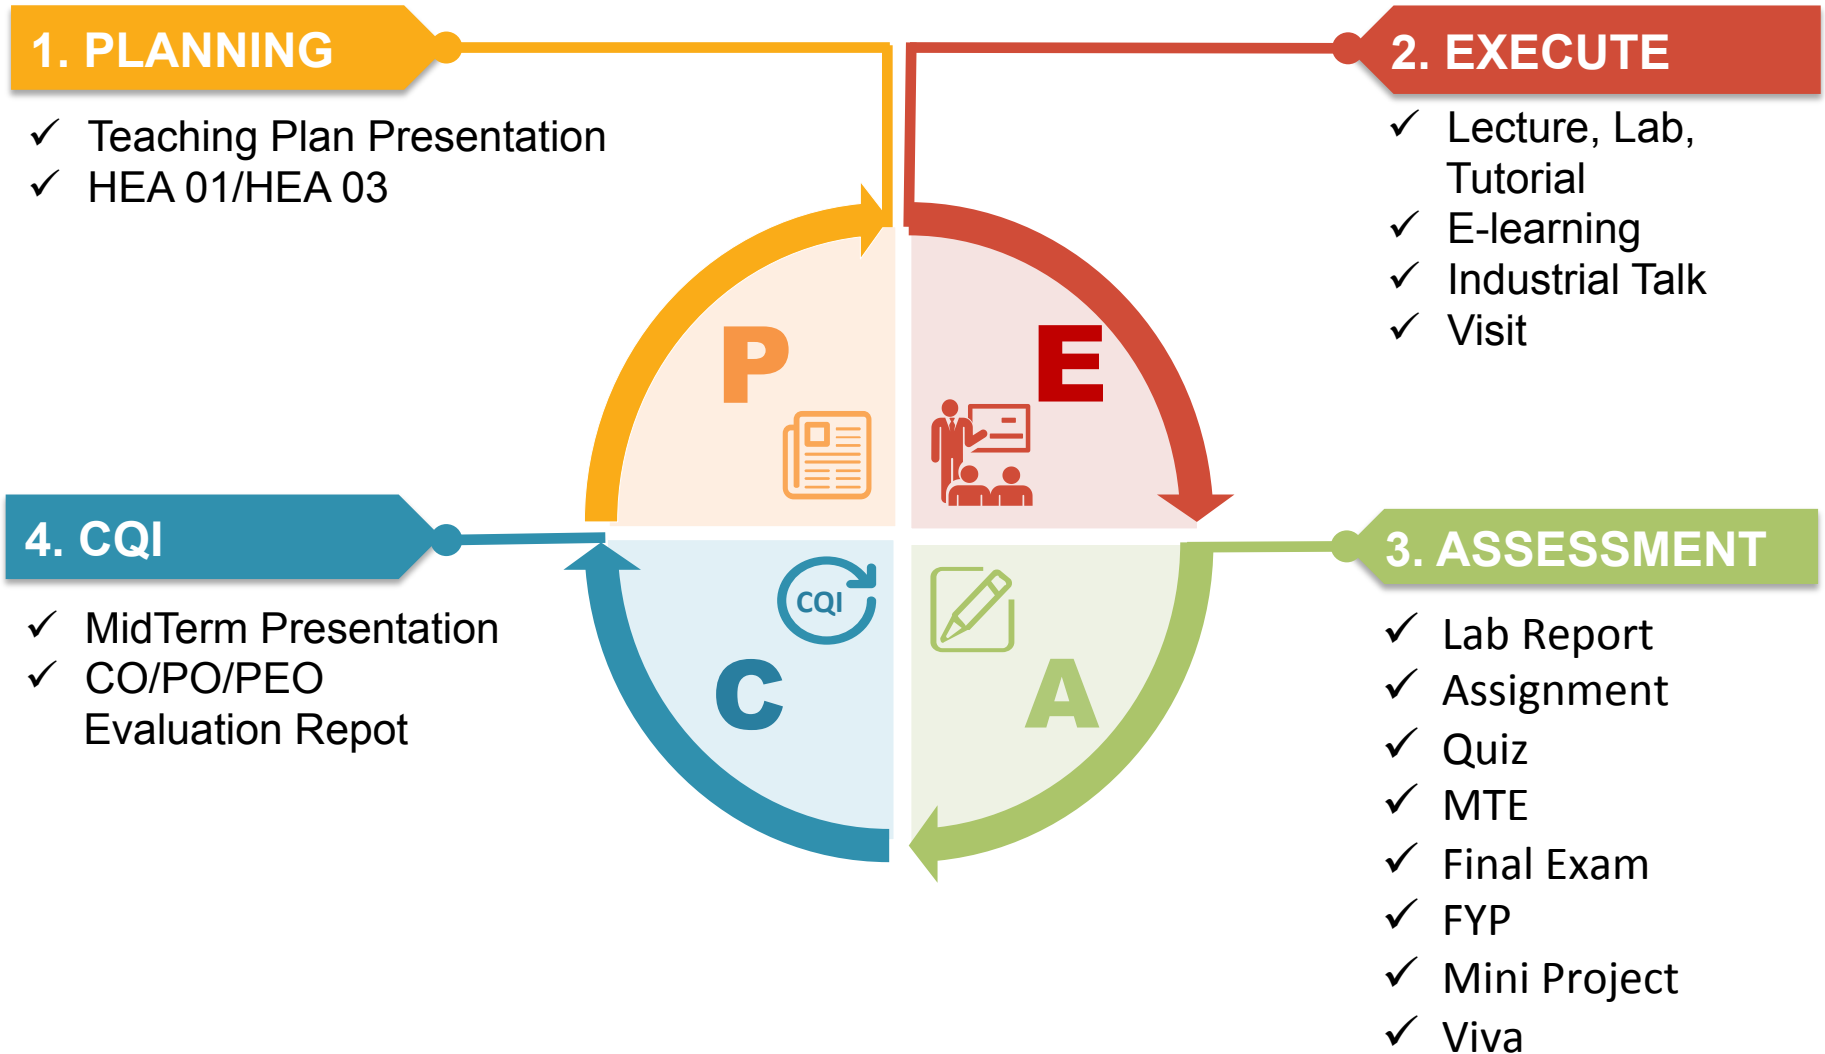 1. PLANNING
✓ Teaching Plan Presentation
✓ HEA 01/HEA 03
2. EXECUTE
✓ Lecture, Lab,
Tutorial
✓ E-learning
✓ Industrial Talk
✓ Visit
P
E
4. CQI
✓ MidTerm Presentation
✓ CO/PO/PEO
Evaluation Repot
CQI
C
A
3. ASSESSMENT
✓ Lab Report
✓ Assignment
✓ Quiz
✓ MTE
✓ Final Exam
✓ FYP
✓ Mini Project
✓ Viva